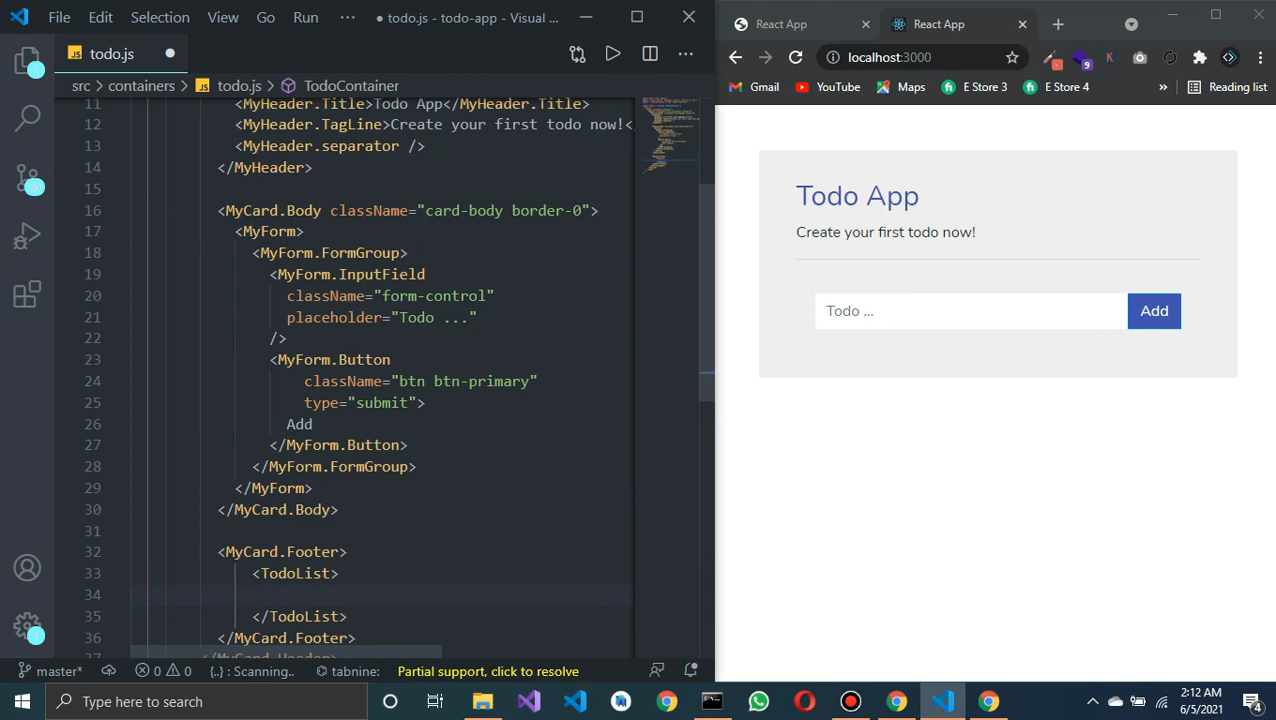 File Edit Selection View Go Run ··· ● todo.js - todo-app - Visual ...
JS todo.js ●
src > containers > JS todo.js > TodoContainer
11 <MyHeader.Title>Todo App</MyHeader.Title>
12 <MyHeader.TagLine>Create your first todo now!<
13 <MyHeader.separator />
14 </MyHeader>
15
16 <MyCard.Body className="card-body border-0">
17 <MyForm>
18 <MyForm.FormGroup>
19 <MyForm.InputField
20 className="form-control"
21 placeholder="Todo ..."
22 />
23 <MyForm.Button
24 className="btn btn-primary"
25 type="submit">
26 Add
27 </MyForm.Button>
28 </MyForm.FormGroup>
29 </MyForm>
30 </MyCard.Body>
31
32 <MyCard.Footer>
33 <TodoList>
34
35 </TodoList>
36 </MyCard.Footer>
37 </MyCard.Header>
master* 0 0 {..} : Scanning.. tabnine: Partial support, click to resolve
React App React App
localhost:3000 9 K
Gmail YouTube Maps E Store 3 E Store 4 » Reading list
Todo App
Create your first todo now!
Todo ... Add
Type here to search
2:12 AM
6/5/2021
4